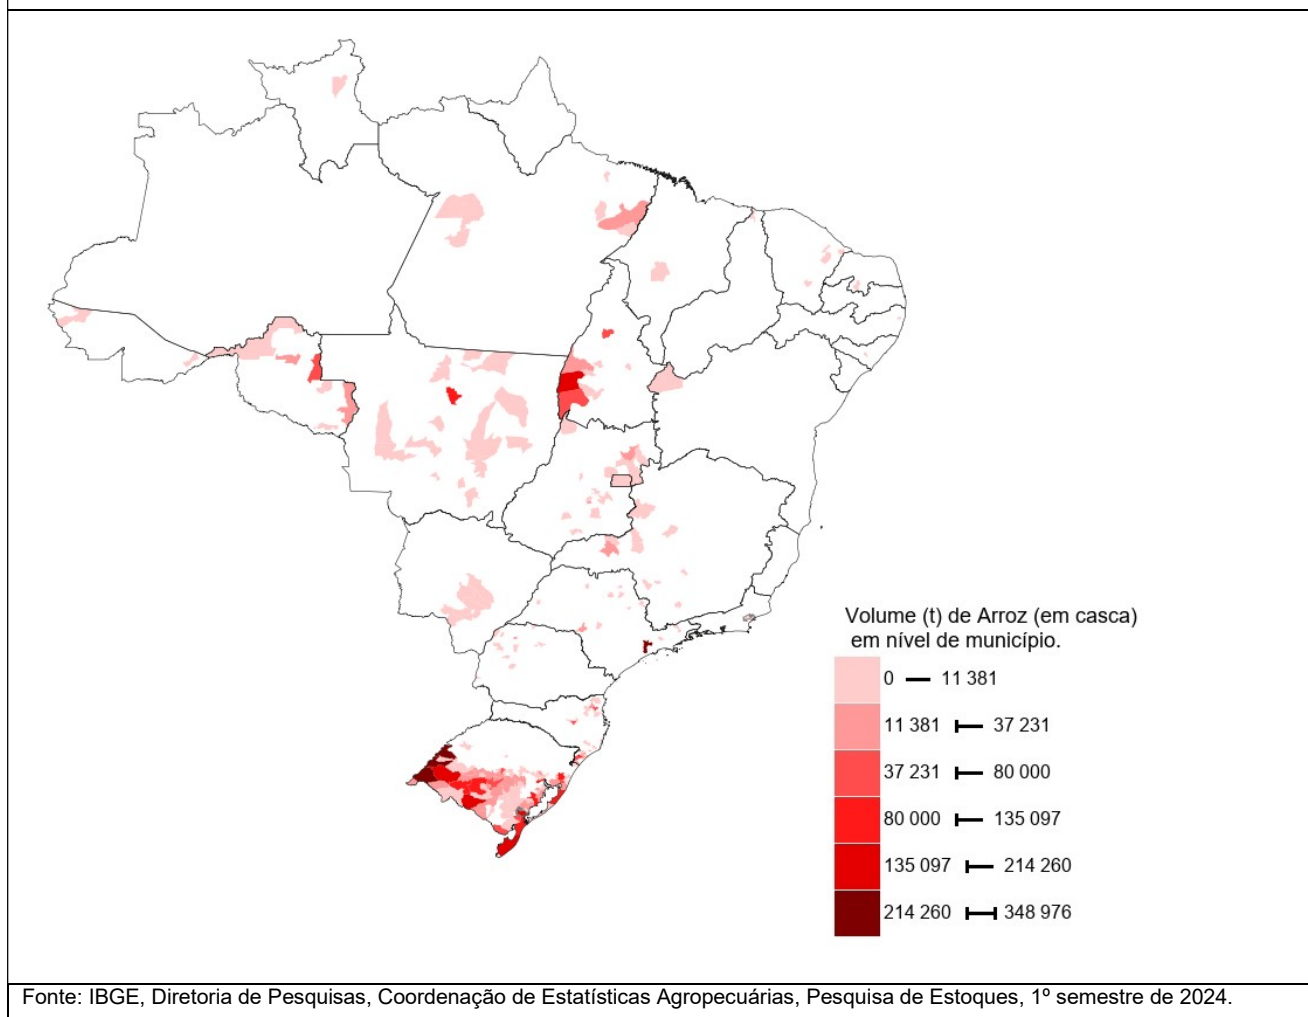 Volume (t) de Arroz (em casca)
em nível de município.
0 — 11 381
11 381 ├─ 37 231
37 231 ├─ 80 000
80 000 ├─ 135 097
135 097 ├─ 214 260
214 260 ├─┤ 348 976
Fonte: IBGE, Diretoria de Pesquisas, Coordenação de Estatísticas Agropecuárias, Pesquisa de Estoques, 1º semestre de 2024.